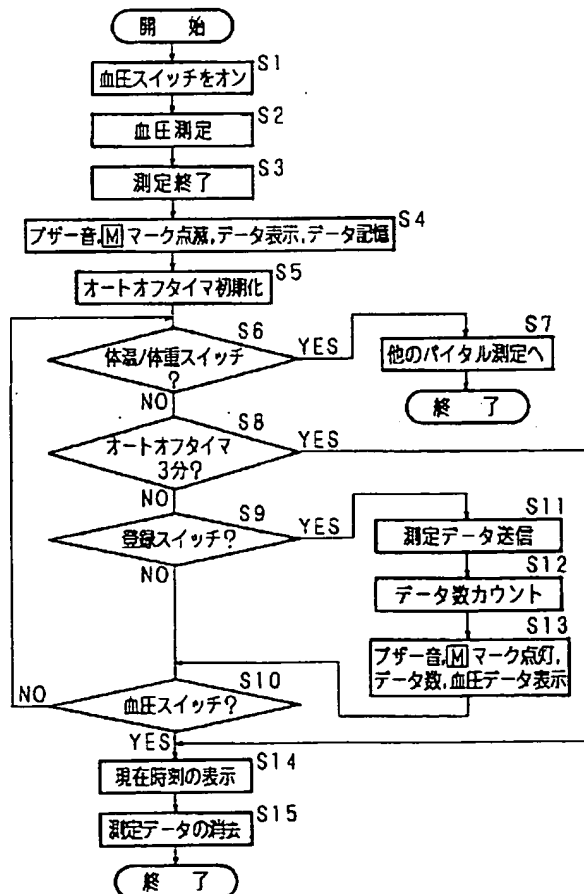 開 始
S1
血圧スイッチをオン
S2
血圧測定
S3
測定終了
S4
ブザー音,Mマーク点滅,データ表示,データ記憶
S5
オートオフタイマ初期化
S6
体温/体重スイッチ
?
YES
NO
S7
他のバイタル測定へ
終 了
S8
オートオフタイマ
3分?
YES
NO
S9
登録スイッチ?
YES
NO
S11
測定データ送信
S12
データ数カウント
S13
ブザー音,Mマーク点灯,
データ数,血圧データ表示
S10
血圧スイッチ?
NO
YES
S14
現在時刻の表示
S15
測定データの消去
終 了